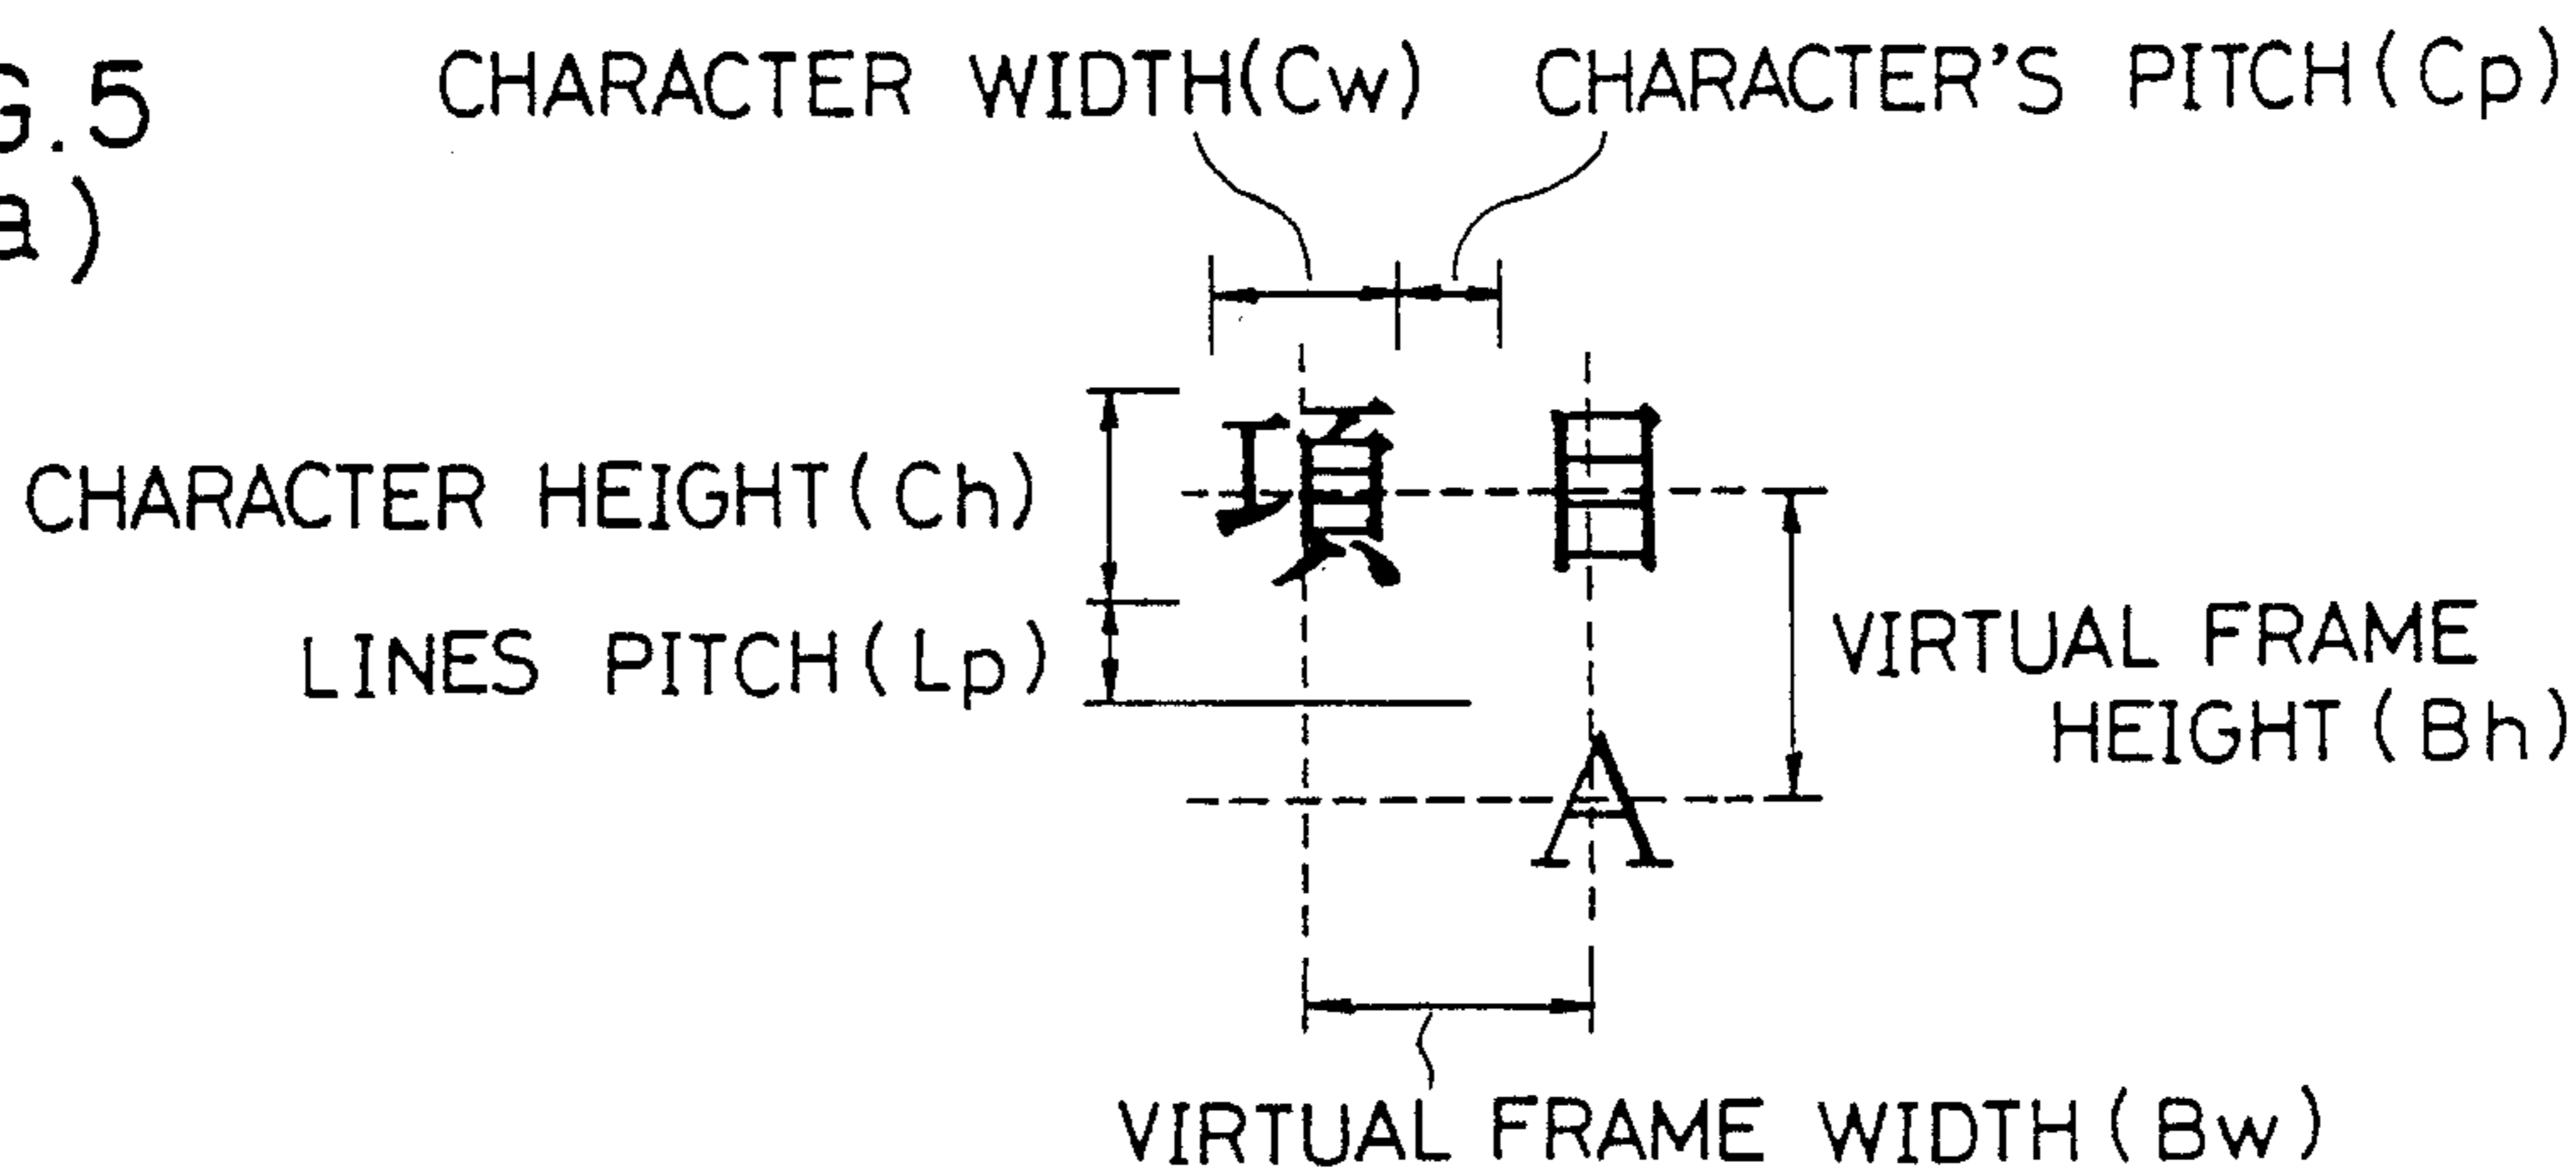 G.5
a)
CHARACTER WIDTH(Cw)
CHARACTER'S PITCH(Cp)
項目
CHARACTER HEIGHT(Ch)
LINES PITCH(Lp)
VIRTUAL FRAME
HEIGHT(Bh)
A
VIRTUAL FRAME WIDTH(Bw)